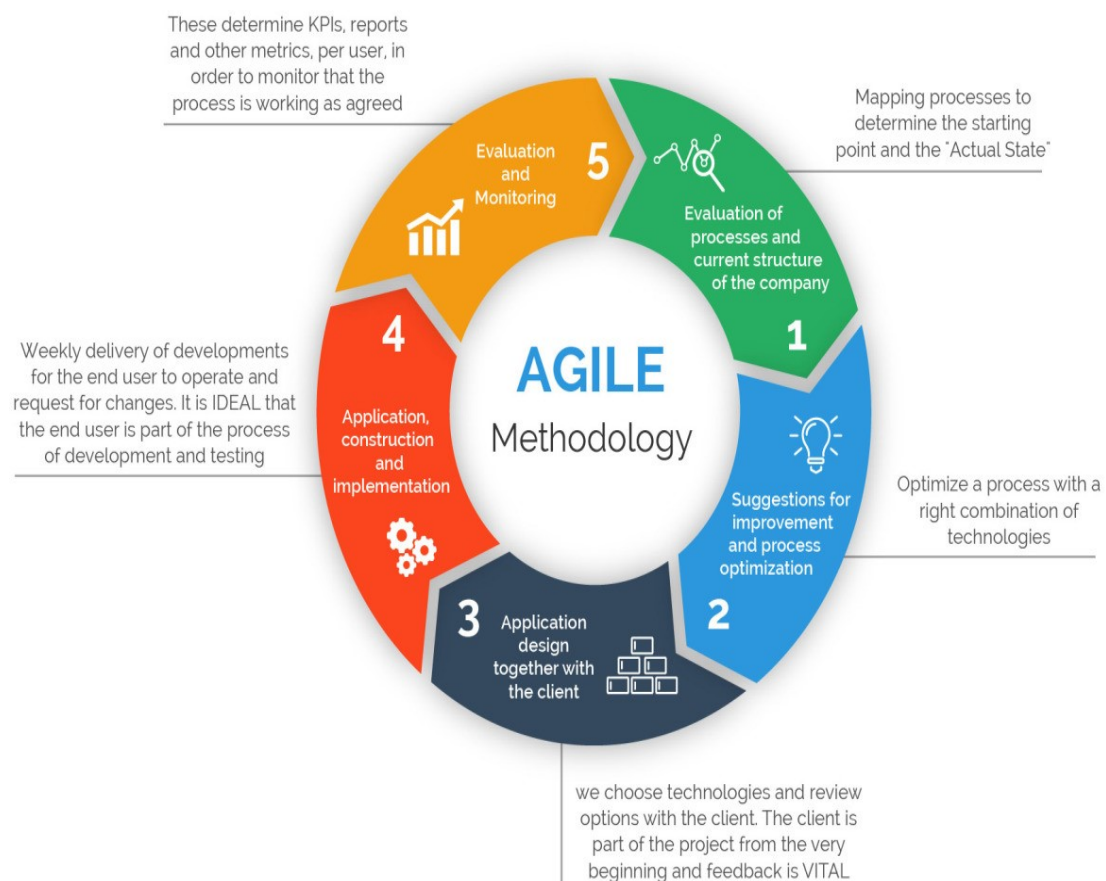 AGILE
Methodology
1
Evaluation of
processes and
current structure
of the company
Mapping processes to
determine the starting
point and the "Actual State"
2
Suggestions for
improvement
and process
optimization
Optimize a process with a
right combination of
technologies
3
Application
design
together with
the client
we choose technologies and review
options with the client. The client is
part of the project from the very
beginning and feedback is VITAL
4
Application,
construction
and
implementation
Weekly delivery of developments
for the end user to operate and
request for changes. It is IDEAL that
the end user is part of the process
of development and testing
5
Evaluation
and
Monitoring
These determine KPIs, reports
and other metrics, per user, in
order to monitor that the
process is working as agreed